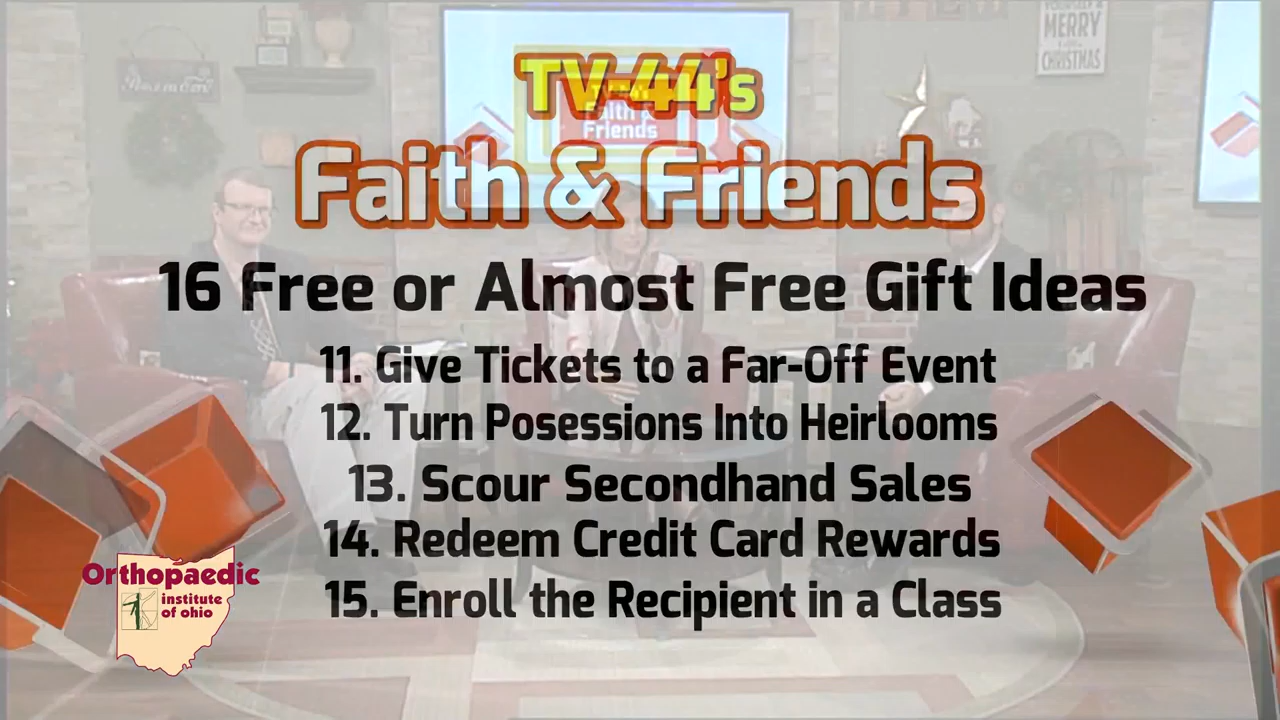 TV-44's
Faith & Friends
Faith &
Friends
MERRY
CHRISTMAS
16 Free or Almost Free Gift Ideas
11. Give Tickets to a Far-Off Event
12. Turn Posessions Into Heirlooms
13. Scour Secondhand Sales
14. Redeem Credit Card Rewards
15. Enroll the Recipient in a Class
Orthopaedic
institute
of ohio